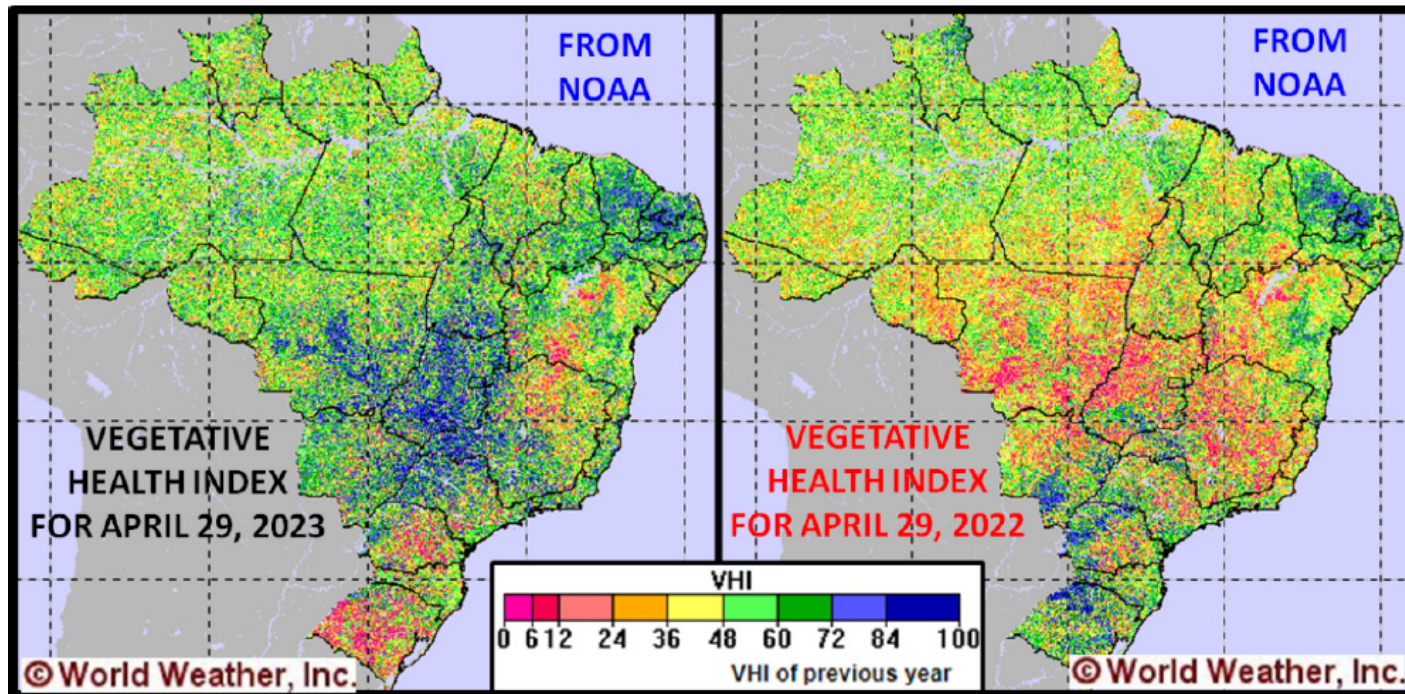 FROM
NOAA
VEGETATIVE
HEALTH INDEX
FOR APRIL 29, 2023
© World Weather, Inc.
FROM
NOAA
VEGETATIVE
HEALTH INDEX
FOR APRIL 29, 2022
VHI
0 6 12 24 36 48 60 72 84 100
VHI of previous year
© World Weather, Inc.